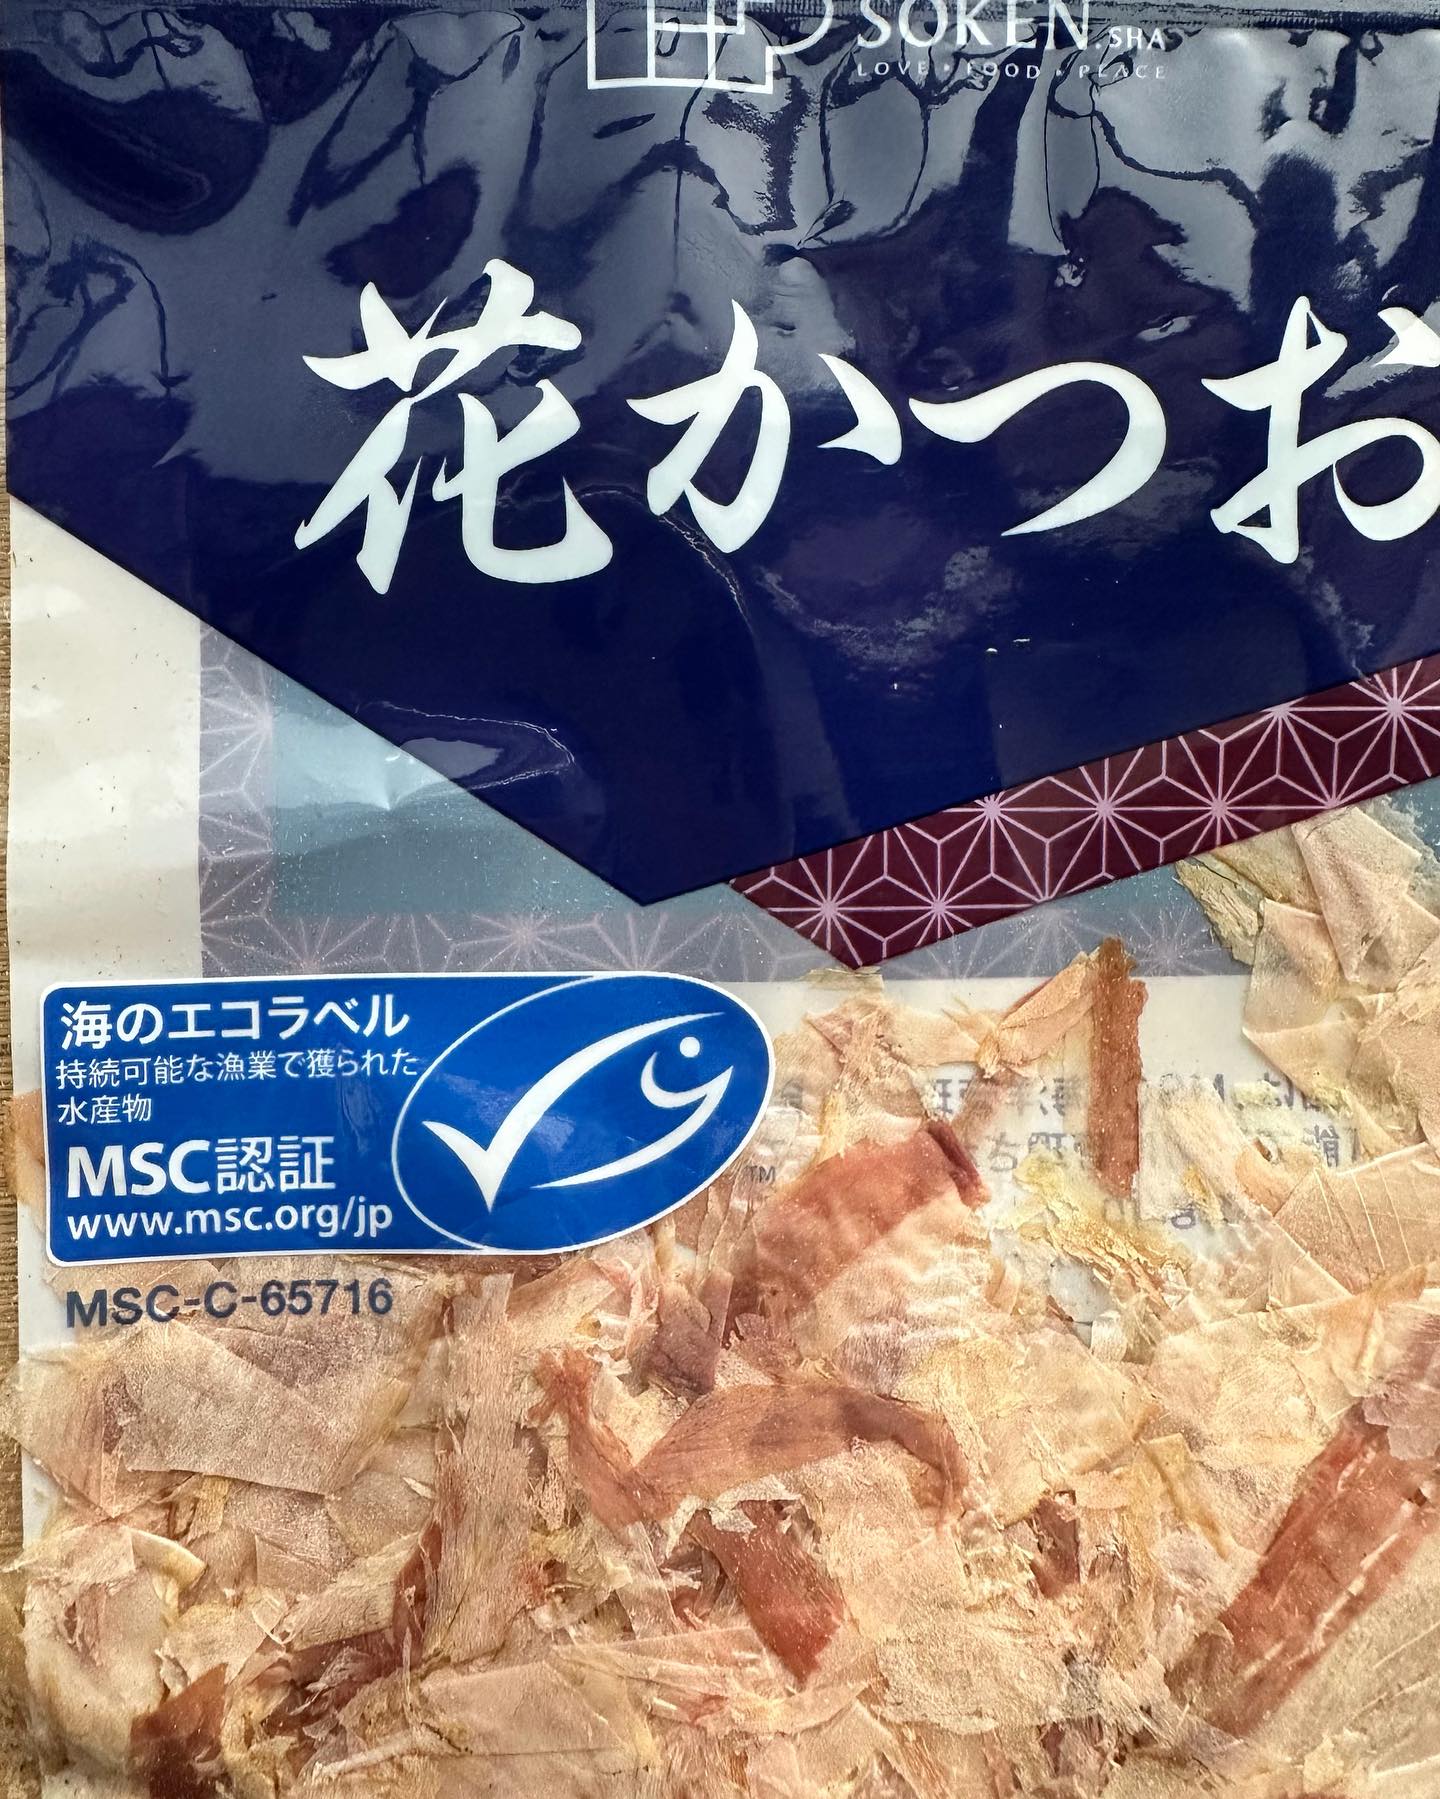 SOKEN.SHA
LOVE・FOOD・PLACE
花かつお
海のエコラベル
持続可能な漁業で獲られた
水産物
MSC認証
www.msc.org/jp
TM
MSC-C-65716